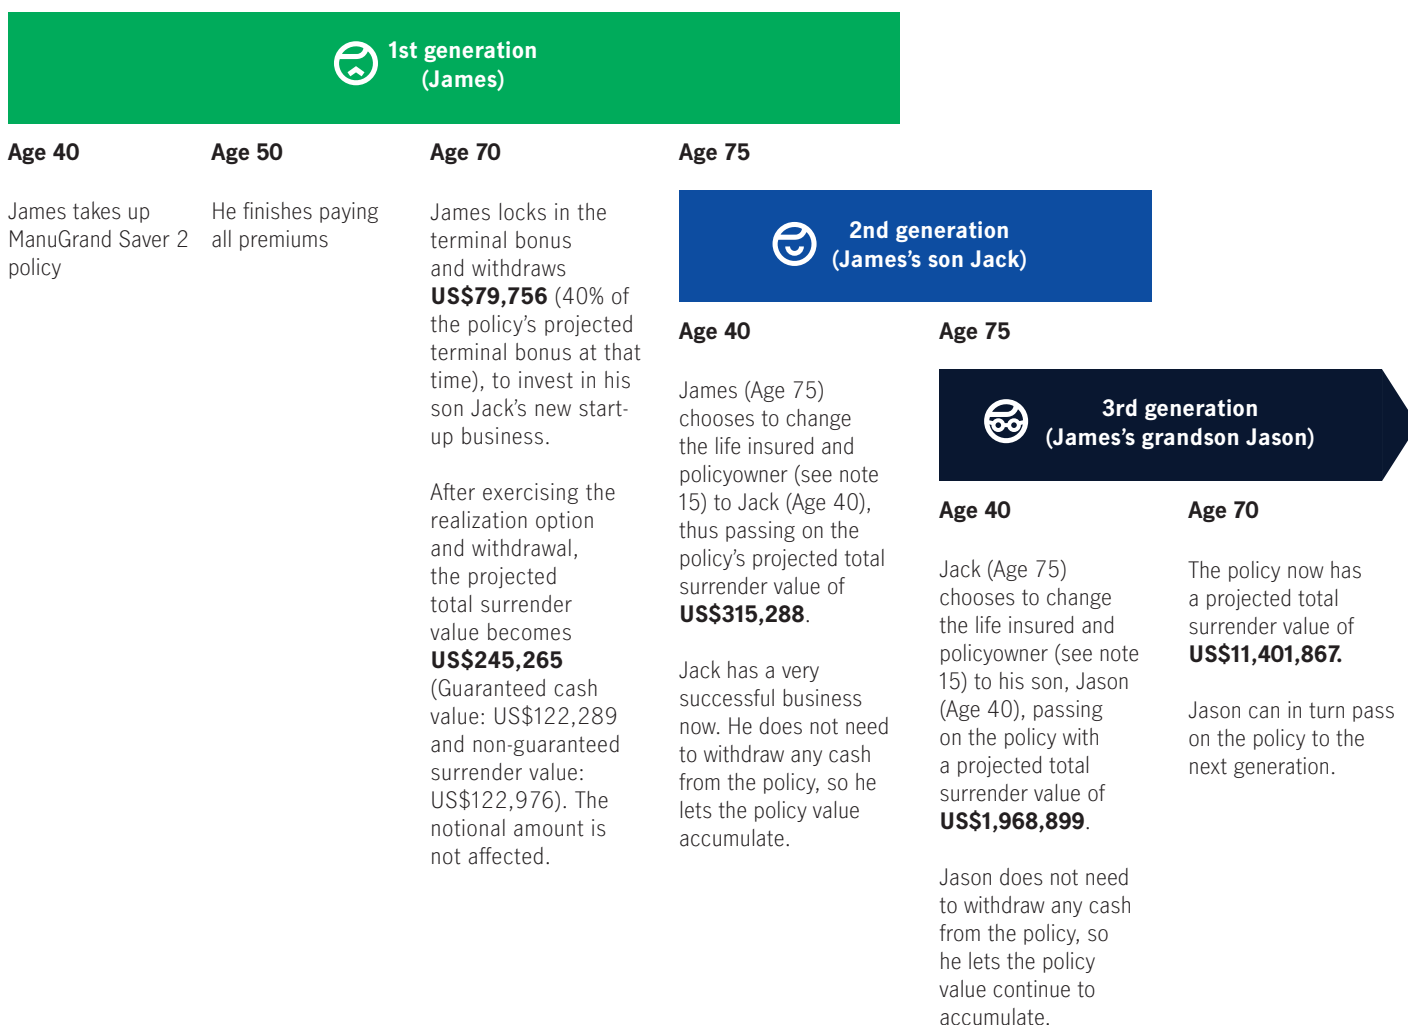 1st generation
(James)
Age 40
James takes up
ManuGrand Saver 2
policy
Age 50
He finishes paying
all premiums
Age 70
James locks in the
terminal bonus
and withdraws
US$79,756 (40% of
the policy’s projected
terminal bonus at that
time), to invest in his
son Jack’s new start-
up business.
After exercising the
realization option
and withdrawal,
the projected
total surrender
value becomes
US$245,265
(Guaranteed cash
value: US$122,289
and non-guaranteed
surrender value:
US$122,976). The
notional amount is
not affected.
Age 75
2nd generation
(James’s son Jack)
Age 40
James (Age 75)
chooses to change
the life insured and
policyowner (see note
15) to Jack (Age 40),
thus passing on the
policy’s projected total
surrender value of
US$315,288.
Jack has a very
successful business
now. He does not need
to withdraw any cash
from the policy, so he
lets the policy value
accumulate.
Age 75
3rd generation
(James’s grandson Jason)
Age 40
Jack (Age 75)
chooses to change
the life insured and
policyowner (see note
15) to his son, Jason
(Age 40), passing
on the policy with
a projected total
surrender value of
US$1,968,899.
Jason does not need
to withdraw any cash
from the policy, so
he lets the policy
value continue to
accumulate.
Age 70
The policy now has
a projected total
surrender value of
US$11,401,867.
Jason can in turn pass
on the policy to the
next generation.